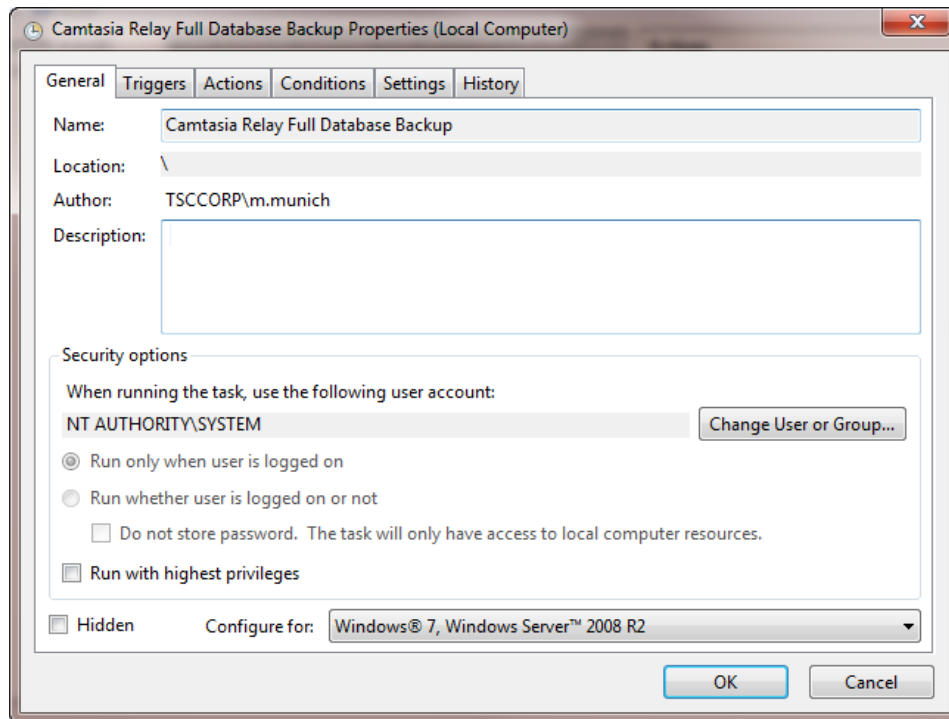 Camtasia Relay Full Database Backup Properties (Local Computer)
General Triggers Actions Conditions Settings History
Name: Camtasia Relay Full Database Backup
Location: \
Author: TSCCORP\m.munich
Description:
Security options
When running the task, use the following user account:
NT AUTHORITY\SYSTEM Change User or Group...
Run only when user is logged on
Run whether user is logged on or not
Do not store password. The task will only have access to local computer resources.
Run with highest privileges
Hidden Configure for: Windows® 7, Windows Server™ 2008 R2
OK Cancel